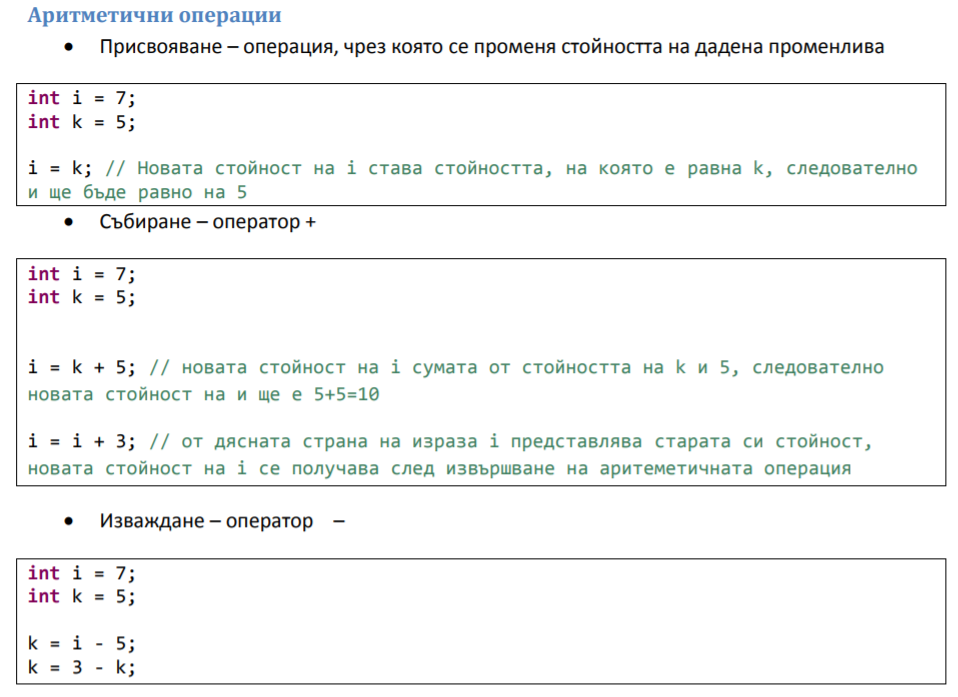 Аритметични операции
• Присвояване – операция, чрез която се променя стойността на дадена променлива
int i = 7;
int k = 5;
i = k; // Новата стойност на i става стойността, на която е равна k, следователно
и ще бъде равно на 5
• Събиране – оператор +
int i = 7;
int k = 5;
i = k + 5; // новата стойност на i сумата от стойността на k и 5, следователно
новата стойност на и ще е 5+5=10
i = i + 3; // от дясната страна на израза i представлява старата си стойност,
новата стойност на i се получава след извършване на аритеметичната операция
• Изваждане – оператор –
int i = 7;
int k = 5;
k = i - 5;
k = 3 - k;